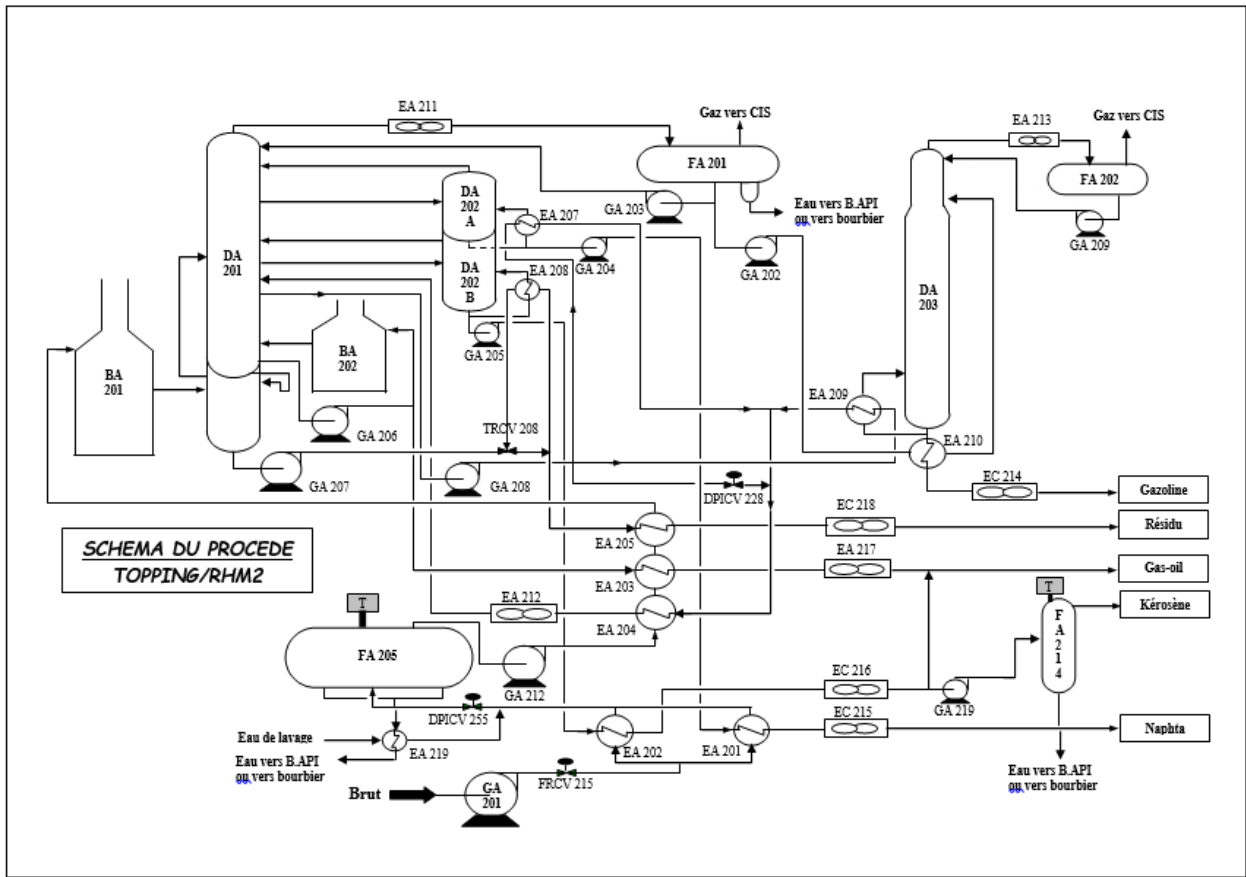 EA 211
Gaz vers CIS
EA 213
Gaz vers CIS
FA 201
FA 202
DA
202
A
GA 203
EA 207
Eau vers B.API
ou vers bourbier
GA 209
DA
201
GA 204
GA 202
DA
202
B
EA 208
DA
203
GA 205
BA
201
BA
202
EA 209
GA 206
TRCV 208
EA 210
GA 207
GA 208
DPICV 228
EC 214
Gazoline
EC 218
Résidu
SCHEMA DU PROCEDE
TOPPING/RHM2
EA 205
EA 217
Gas-oil
EA 203
T
EA 212
T
Kérosène
EA 204
F
A
2
1
4
FA 205
GA 212
EC 216
GA 219
DPICV 255
EC 215
Naphta
Eau de lavage
EA 219
EA 202
EA 201
Eau vers B.API
ou vers bourbier
Eau vers B.API
ou vers bourbier
FRCV 215
Brut
GA
201